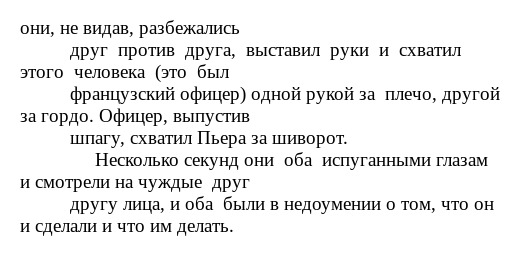 они, не видав, разбежались
друг против друга, выставил руки и схватил
этого человека (это был
французский офицер) одной рукой за плечо, другой
за гордо. Офицер, выпустив
шпагу, схватил Пьера за шиворот.
Несколько секунд они оба испуганными глазам
и смотрели на чуждые друг
другу лица, и оба были в недоумении о том, что он
и сделали и что им делать.